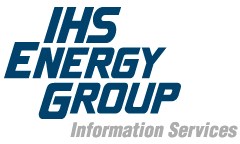 IHS
ENERGY
GROUP
Information Services